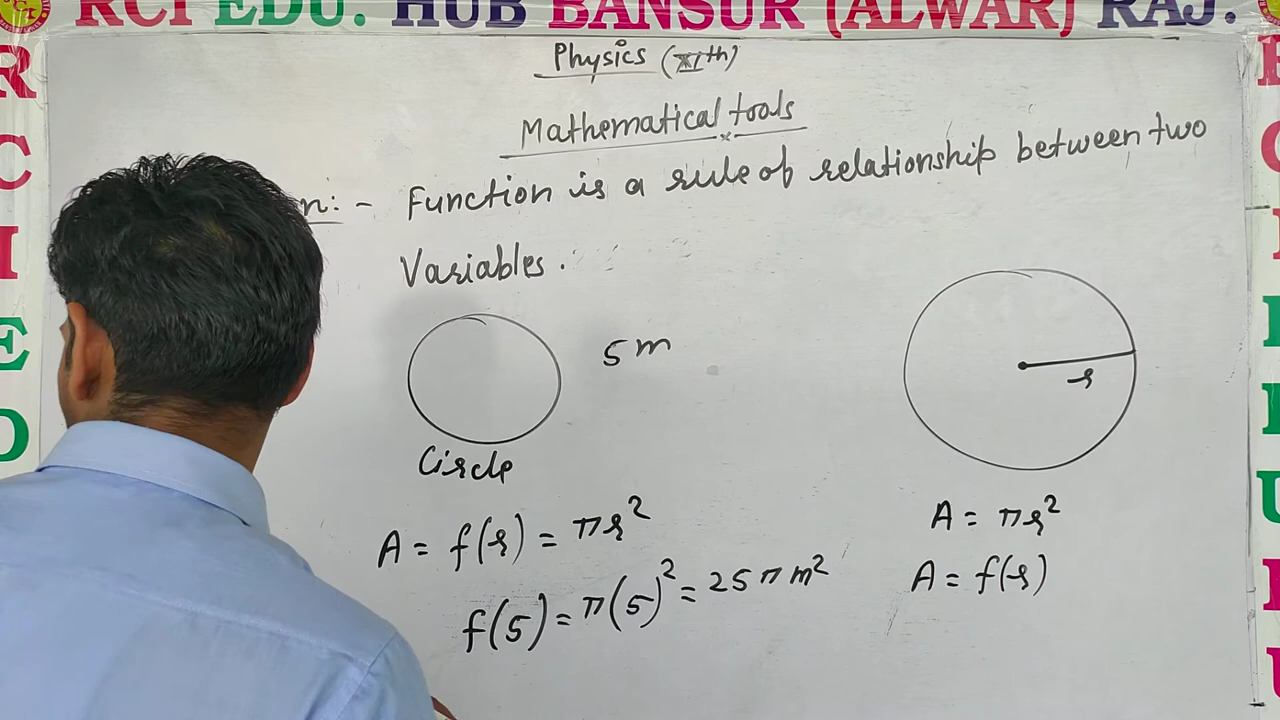 RCI EDU. HUB BANSUR (ALWAR) RAJ.
Physics (XIth)
Mathematical tools
n: - Function is a rule of relationship between two
Variables.
5 m
r
Circle
A = f(r) = πr²
f(5) = π(5)² = 25 π m²
A = πr²
A = f(r)
R
C
I
E
D